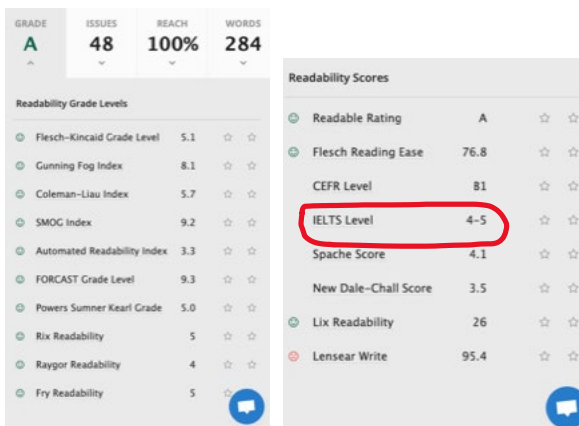 GRADE ISSUES REACH WORDS
A 48 100% 284
Readability Grade Levels
Flesch-Kincaid Grade Level 5.1
Gunning Fog Index 8.1
Coleman-Liau Index 5.7
SMOG Index 9.2
Automated Readability Index 3.3
FORCAST Grade Level 9.3
Powers Sumner Kearl Grade 5.0
Rix Readability 5
Raygor Readability 4
Fry Readability 5
Readability Scores
Readable Rating A
Flesch Reading Ease 76.8
CEFR Level B1
IELTS Level 4-5
Spache Score 4.1
New Dale-Chall Score 3.5
Lix Readability 26
Lensear Write 95.4